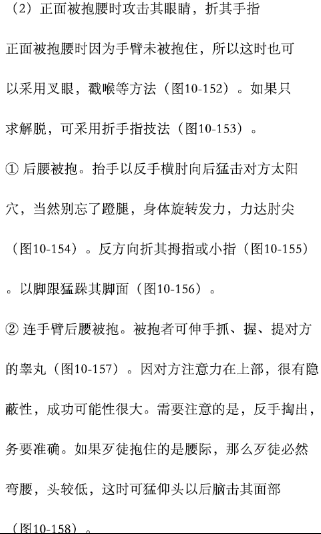 （2）正面被抱腰时攻击其眼睛，折其手指
正面被抱腰时因为手臂未被抱住，所以这时也可
以采用叉眼，戳喉等方法（图10-152）。如果只
求解脱，可采用折手指技法（图10-153）。
① 后腰被抱。抬手以反手横肘向后猛击对方太阳
穴，当然别忘了蹬腿，身体旋转发力，力达肘尖
（图10-154）。反方向折其拇指或小指（图10-155）
。以脚跟猛跺其脚面（图10-156）。
② 连手臂后腰被抱。被抱者可伸手抓、握、提对方
的睾丸（图10-157）。因对方注意力在上部，很有隐
蔽性，成功可能性很大。需要注意的是，反手掏出，
务要准确。如果歹徒抱住的是腰际，那么歹徒必然
弯腰，头较低，这时可猛仰头以后脑击其面部
（图10-158）。